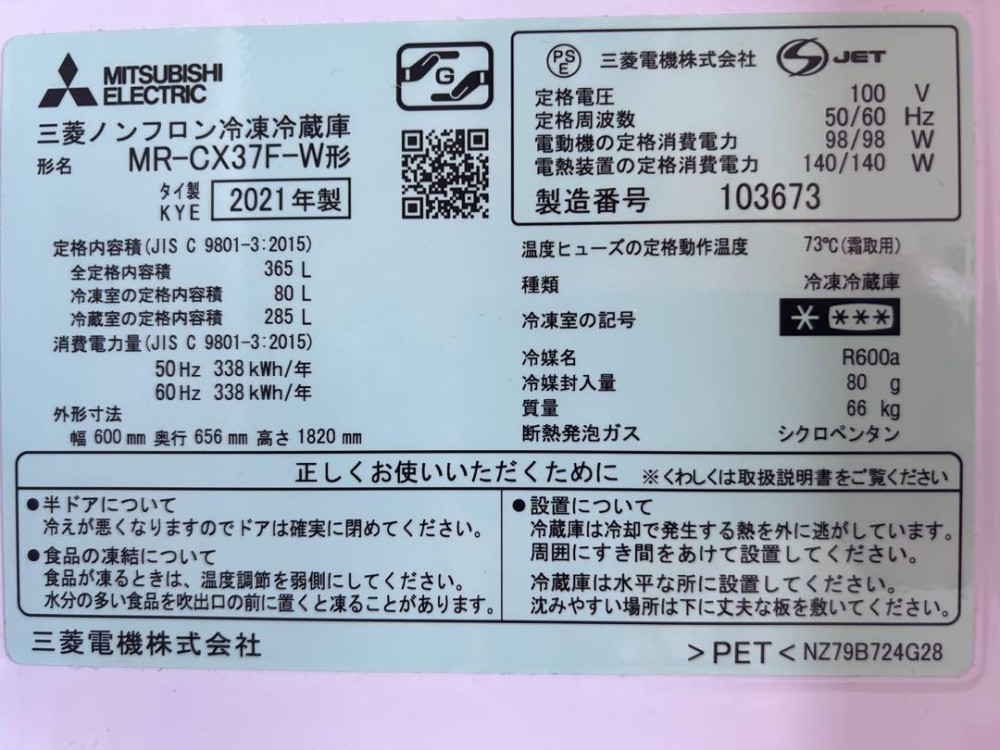 MITSUBISHI
ELECTRIC
G
三菱ノンフロン冷凍冷蔵庫
形名 MR-CX37F-W形
タイ製
KYE 2021年製
PS
E 三菱電機株式会社 JET
定格電圧 100 V
定格周波数 50/60 Hz
電動機の定格消費電力 98/98 W
電熱装置の定格消費電力 140/140 W
製造番号 103673
定格内容積(JIS C 9801-3:2015)
全定格内容積 365 L
冷凍室の定格内容積 80 L
冷蔵室の定格内容積 285 L
消費電力量(JIS C 9801-3:2015)
50Hz 338kWh/年
60Hz 338kWh/年
外形寸法
幅 600mm 奥行 656mm 高さ 1820mm
温度ヒューズの定格動作温度 73℃(霜取用)
種類 冷凍冷蔵庫
冷凍室の記号 * ***
冷媒名 R600a
冷媒封入量 80 g
質量 66 kg
断熱発泡ガス シクロペンタン
正しくお使いいただくために ※くわしくは取扱説明書をご覧ください
●半ドアについて
冷えが悪くなりますのでドアは確実に閉めてください。
●食品の凍結について
食品が凍るときは、温度調節を弱側にしてください。
水分の多い食品を吹出口の前に置くと凍ることがあります。
●設置について
冷蔵庫は冷却で発生する熱を外に逃がしています。
周囲にすき間をあけて設置してください。
冷蔵庫は水平な所に設置してください。
沈みやすい場所は下に丈夫な板を敷いてください。
三菱電機株式会社
>PET< NZ79B724G28